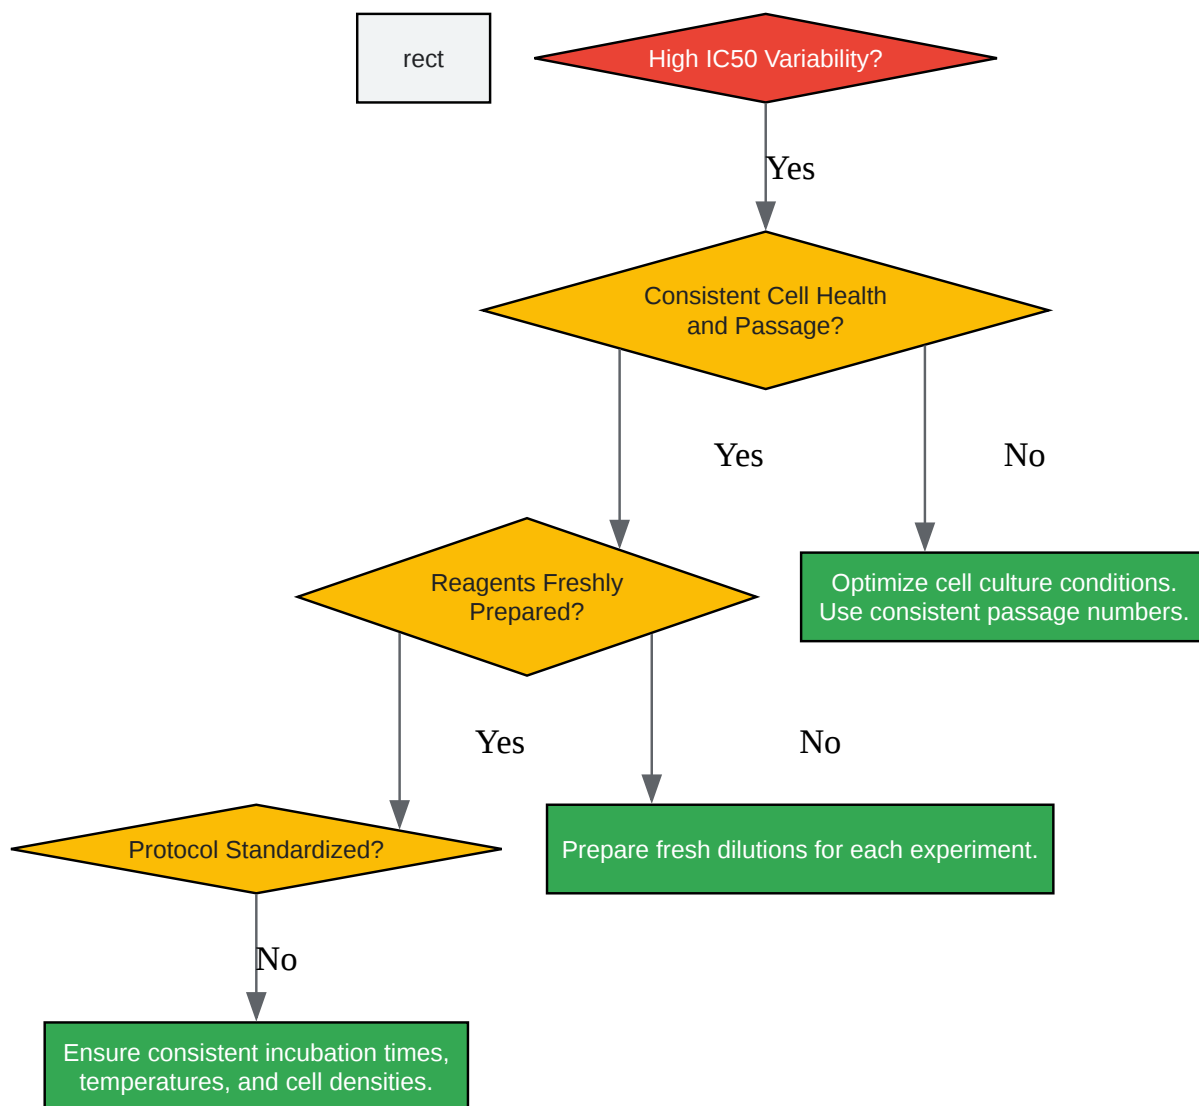 rect
High IC50 Variability?
Yes
Consistent Cell Health
and Passage?
Yes
No
Reagents Freshly
Prepared?
Optimize cell culture conditions.
Use consistent passage numbers.
Yes
No
Protocol Standardized?
Prepare fresh dilutions for each experiment.
No
Ensure consistent incubation times,
temperatures, and cell densities.